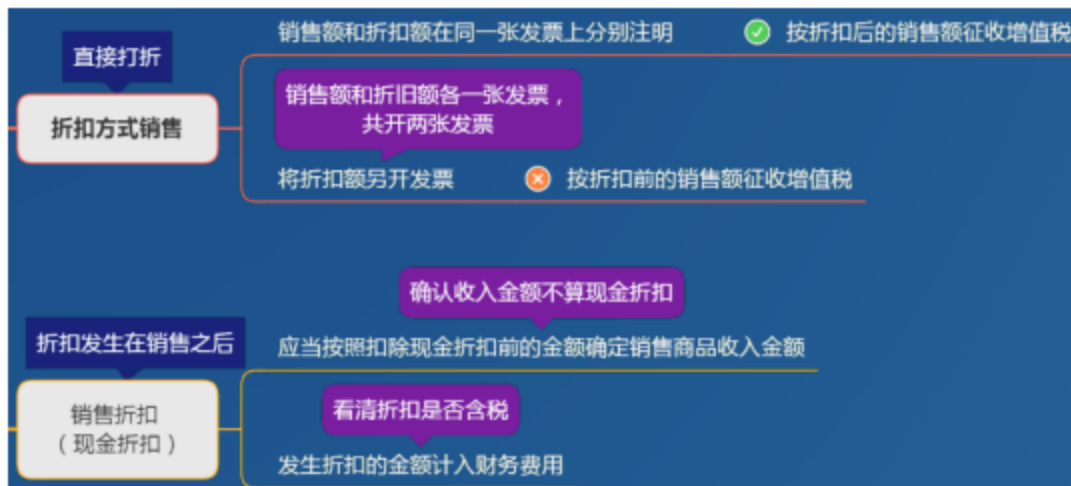 销售额和折扣额在同一张发票上分别注明 按折扣后的销售额征收增值税
直接打折
折扣方式销售
销售额和折旧额各一张发票，
共开两张发票
将折扣额另开发票 按折扣前的销售额征收增值税
确认收入金额不算现金折扣
折扣发生在销售之后
应当按照扣除现金折扣前的金额确定销售商品收入金额
销售折扣
（现金折扣）
看清折扣是否含税
发生折扣的金额计入财务费用